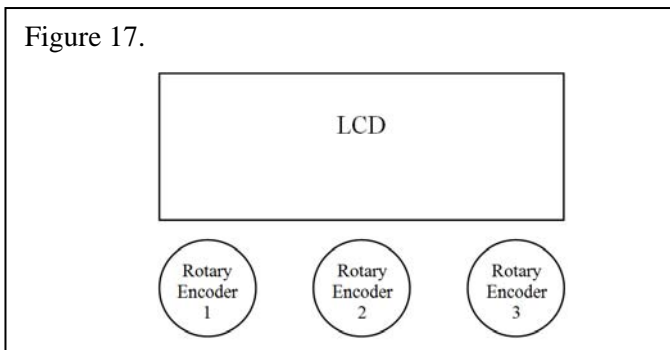 Figure 17.
LCD
Rotary
Encoder
1
Rotary
Encoder
2
Rotary
Encoder
3